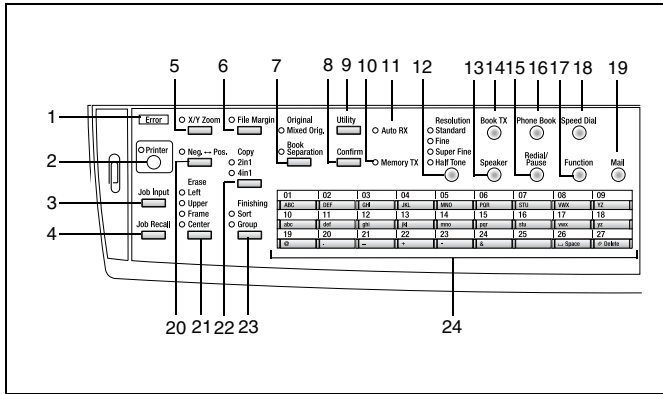 5 6 7 8 9 10 11 12 13 14 15 16 17 18 19
1 Error
X/Y Zoom
File Margin
Original
Mixed Orig.
Book
Separation
Utility
Confirm
Auto RX
Memory TX
Resolution
Standard
Fine
Super Fine
Half Tone
Book TX
Phone Book
Speed Dial
Speaker
Redial/
Pause
Function
Mail
2 Printer
3 Job Input
4 Job Recall
Neg. ↔ Pos.
Erase
Left
Upper
Frame
Center
Copy
2in1
4in1
Finishing
Sort
Group
01 02 03 04 05 06 07 08 09
ABC DEF GHI JKL MNO PQR STU VWX YZ
10 11 12 13 14 15 16 17 18
abc def ghi jkl mno pqr stu vwx yz
19 20 21 22 23 24 25 26 27
@ . _ + - & Space Delete
20 21 22 23 24